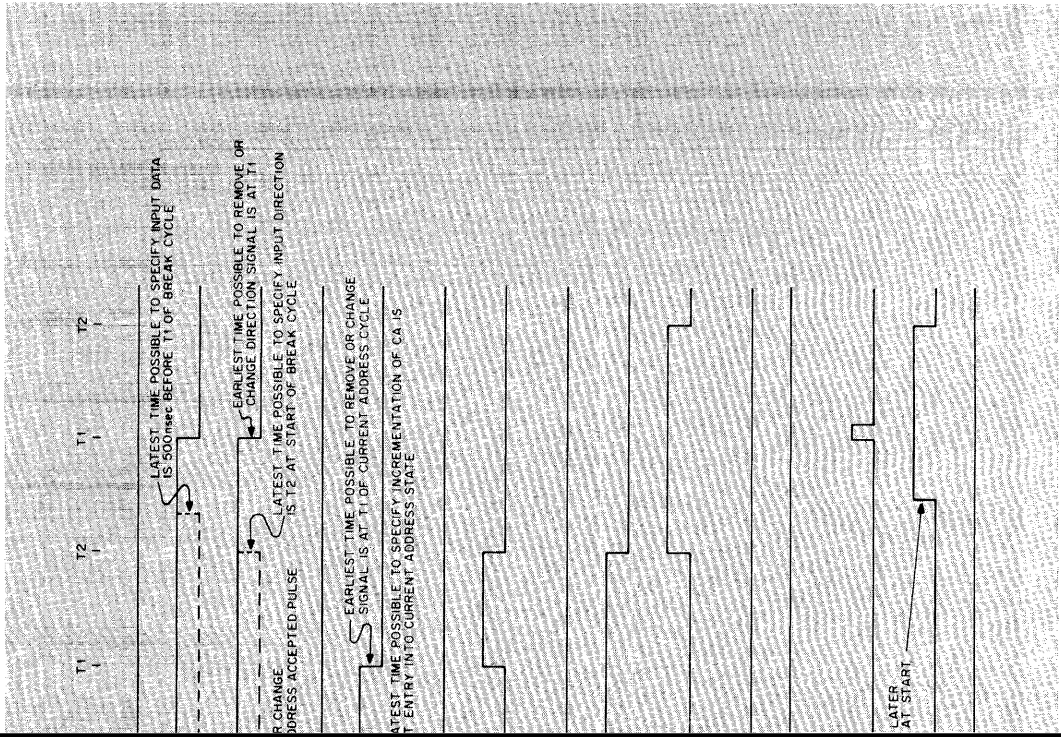 T1
T2
T1
T2
LATEST TIME POSSIBLE TO SPECIFY INPUT DATA
IS 500nsec BEFORE T1 OF BREAK CYCLE
EARLIEST TIME POSSIBLE TO REMOVE OR
CHANGE DIRECTION SIGNAL IS AT T1
LATEST TIME POSSIBLE TO SPECIFY INPUT DIRECTION
IS T2 AT START OF BREAK CYCLE
R CHANGE
DDRESS ACCEPTED PULSE
EARLIEST TIME POSSIBLE TO REMOVE OR CHANGE
SIGNAL IS AT T1 OF CURRENT ADDRESS CYCLE
ATEST TIME POSSIBLE TO SPECIFY INCREMENTATION OF CA IS
T ENTRY INTO CURRENT ADDRESS STATE
LATER
AT START